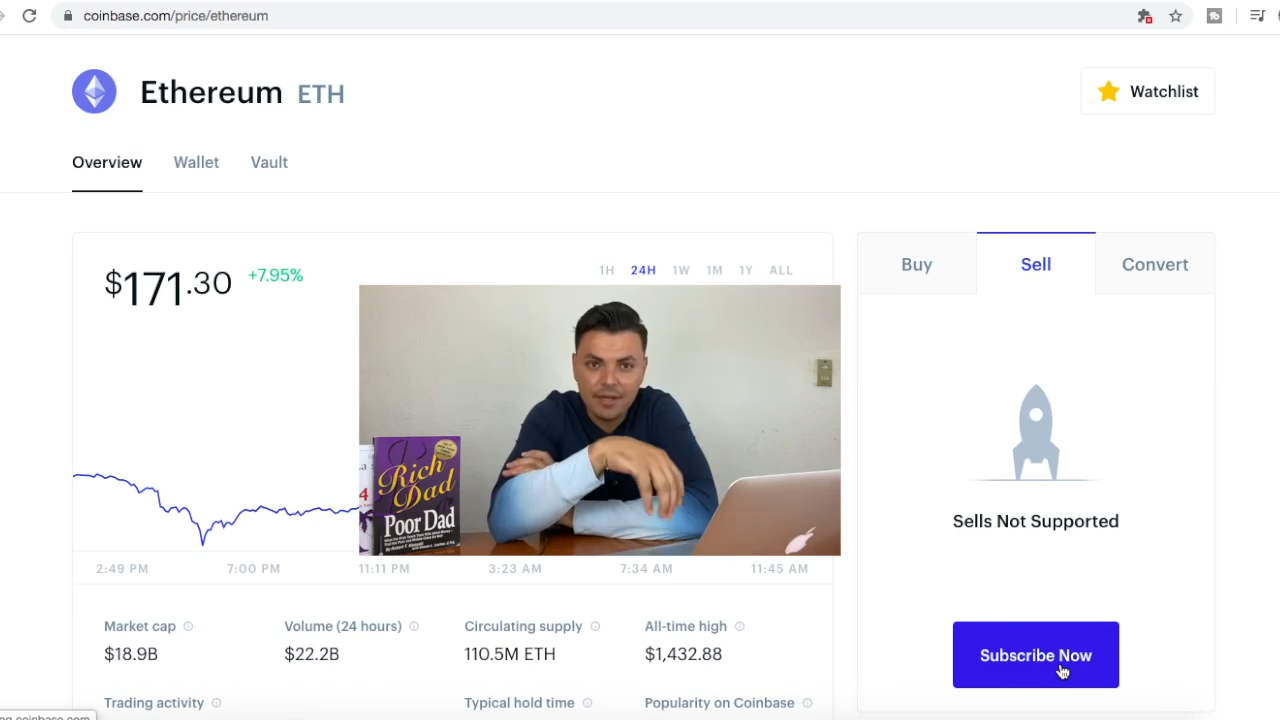 coinbase.com/price/ethereum
Ethereum ETH
Watchlist
Overview Wallet Vault
$171.30 +7.95%
1H 24H 1W 1M 1Y ALL
Buy Sell Convert
Rich
Dad
Poor Dad
Sells Not Supported
2:49 PM 7:00 PM 11:11 PM 3:23 AM 7:34 AM 11:45 AM
Market cap Volume (24 hours) Circulating supply All-time high
$18.9B $22.2B 110.5M ETH $1,432.88
Subscribe Now
Trading activity Typical hold time Popularity on Coinbase